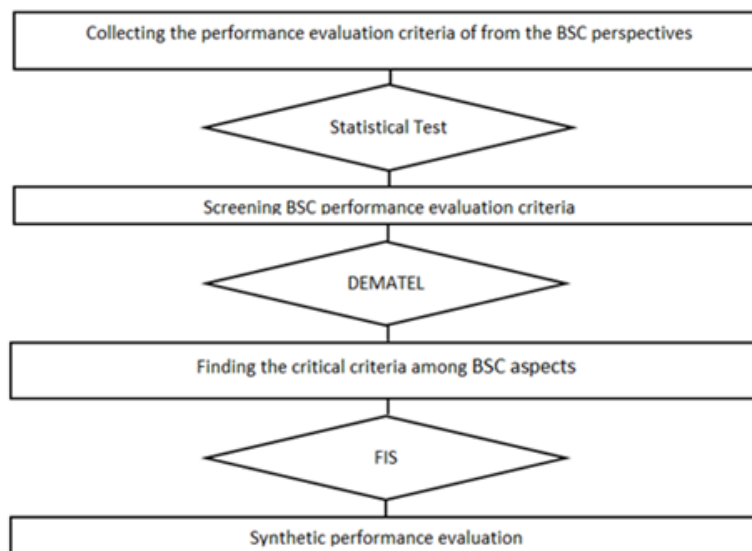 Collecting the performance evaluation criteria of from the BSC perspectives
Statistical Test
Screening BSC performance evaluation criteria
DEMATEL
Finding the critical criteria among BSC aspects
FIS
Synthetic performance evaluation